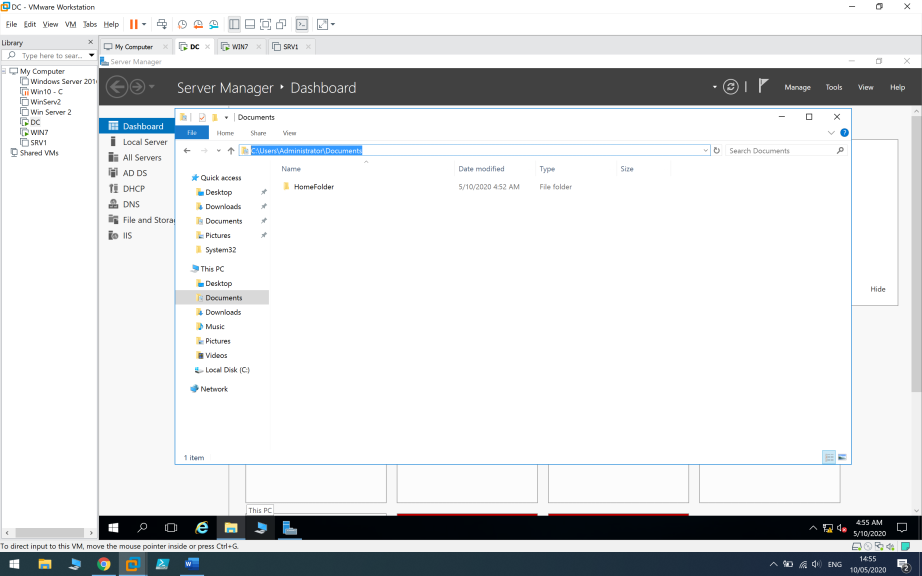 DC - VMware Workstation
File Edit View VM Tabs Help
Library
Type here to sear...
My Computer
Windows Server 201
Win10 - C
WinServ2
Win Server 2
DC
WIN7
SRV1
Shared VMs
My Computer DC WIN7 SRV1
Server Manager
Server Manager • Dashboard
Manage Tools View Help
Dashboard
Local Server
All Servers
AD DS
DHCP
DNS
File and Storag
IIS
Hide
Documents
File Home Share View
C:\Users\Administrator\Documents
Search Documents
Name Date modified Type Size
HomeFolder 5/10/2020 4:52 AM File folder
Quick access
Desktop
Downloads
Documents
Pictures
System32
This PC
Desktop
Documents
Downloads
Music
Pictures
Videos
Local Disk (C:)
Network
1 item
This PC
4:55 AM
5/10/2020
To direct input to this VM, move the mouse pointer inside or press Ctrl+G.
ENG
14:55
10/05/2020
2